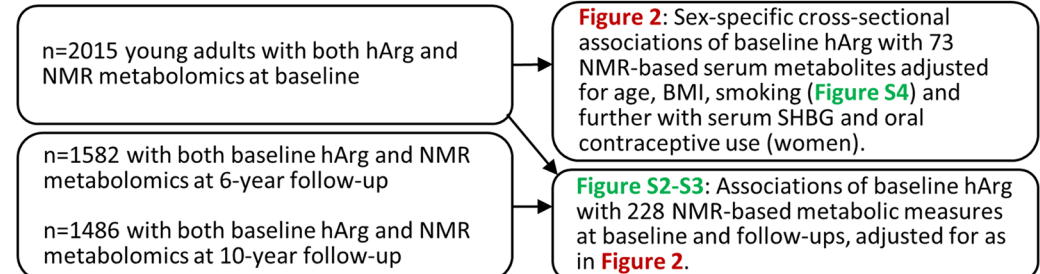 n=2015 young adults with both hArg and
NMR metabolomics at baseline
Figure 2: Sex-specific cross-sectional
associations of baseline hArg with 73
NMR-based serum metabolites adjusted
for age, BMI, smoking (Figure S4) and
further with serum SHBG and oral
contraceptive use (women).
n=1582 with both baseline hArg and NMR
metabolomics at 6-year follow-up
n=1486 with both baseline hArg and NMR
metabolomics at 10-year follow-up
Figure S2-S3: Associations of baseline hArg
with 228 NMR-based metabolic measures
at baseline and follow-ups, adjusted for as
in Figure 2.